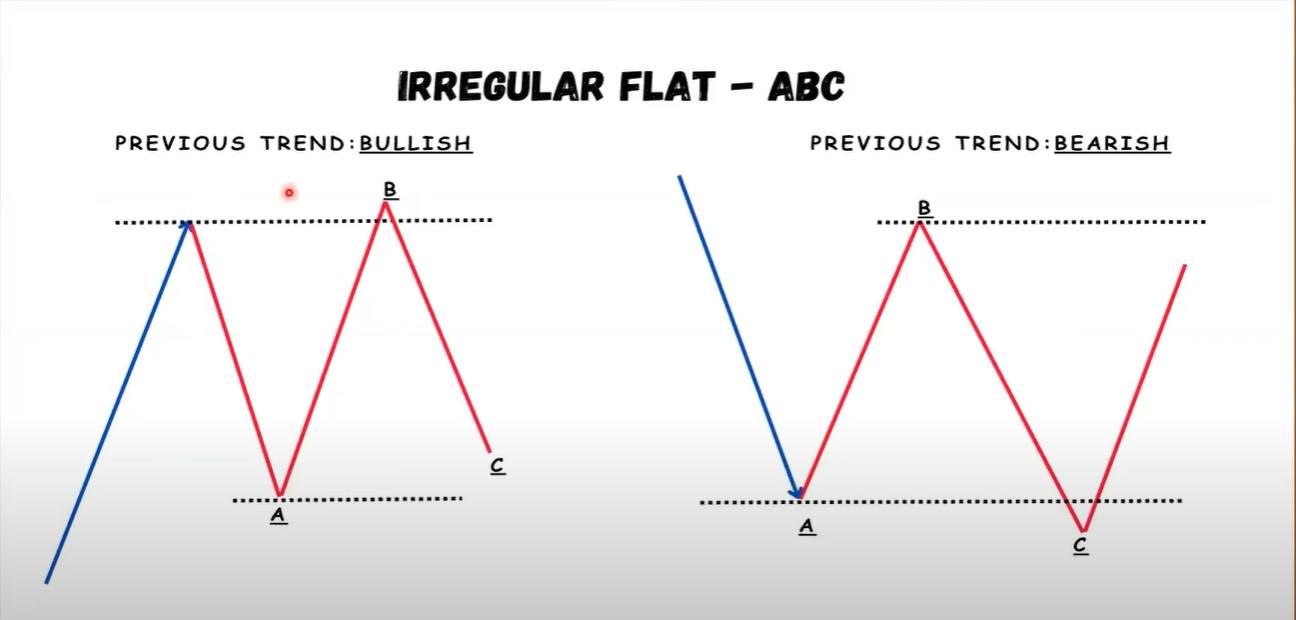 IRREGULAR FLAT – ABC
PREVIOUS TREND:BULLISH
B
A
C
PREVIOUS TREND:BEARISH
B
A
C